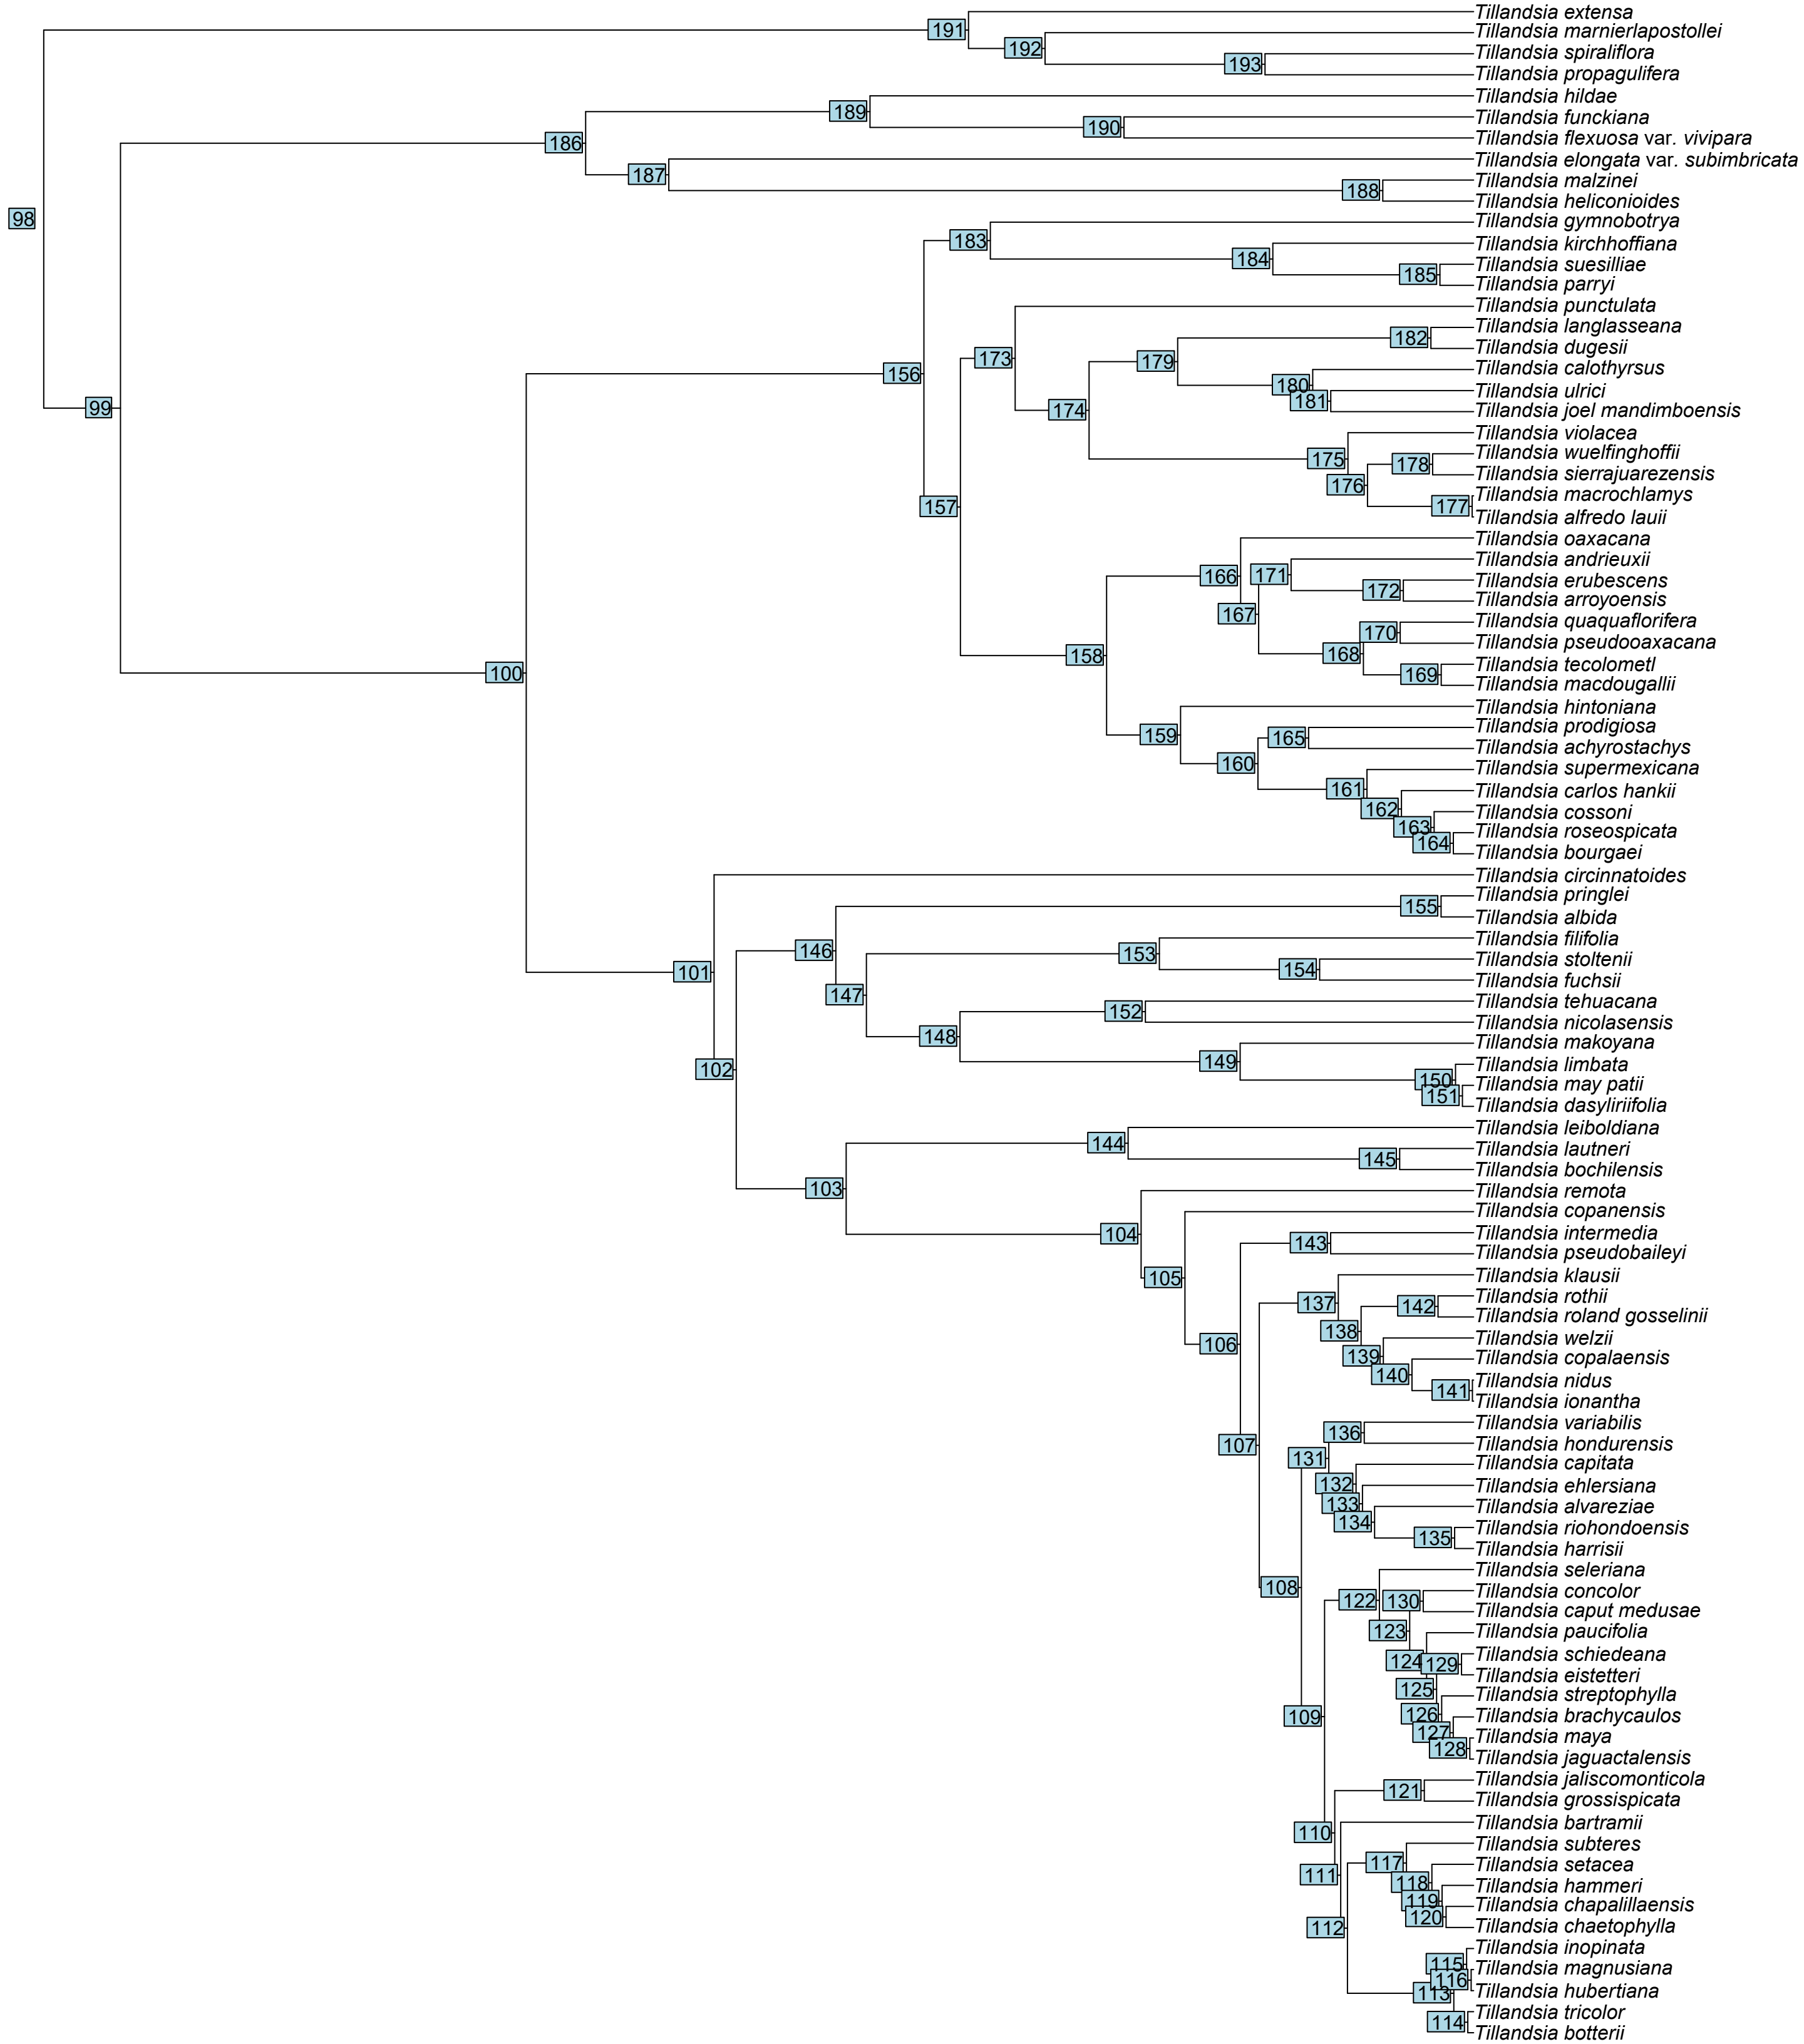 191 Tillandsia extensa
192 Tillandsia marnierlapostollei
193 Tillandsia spiraliflora
Tillandsia propagulifera
189 Tillandsia hildae
190 Tillandsia funckiana
186 Tillandsia flexuosa var. vivipara
187 Tillandsia elongata var. subimbricata
188 Tillandsia malzinei
Tillandsia heliconioides
98
183 Tillandsia gymnobotrya
184 Tillandsia kirchhoffiana
185 Tillandsia suesilliae
Tillandsia parryi
Tillandsia punctulata
182 Tillandsia langlasseana
Tillandsia dugesii
156 173 179 180 Tillandsia calothyrsus
181 Tillandsia ulrici
99 174 Tillandsia joel mandimboensis
Tillandsia violacea
175 178 Tillandsia wuelfinghoffii
176 Tillandsia sierrajuarezensis
157 177 Tillandsia macrochlamys
Tillandsia alfredo lauii
Tillandsia oaxacana
166 171 Tillandsia andrieuxii
172 Tillandsia erubescens
Tillandsia arroyoensis
167 170 Tillandsia quaquaflorifera
158 168 Tillandsia pseudooaxacana
100 169 Tillandsia tecolometl
Tillandsia macdougallii
Tillandsia hintoniana
159 165 Tillandsia prodigiosa
160 Tillandsia achyrostachys
161 Tillandsia supermexicana
162 Tillandsia carlos hankii
163 Tillandsia cossoni
164 Tillandsia roseospicata
Tillandsia bourgaei
Tillandsia circinnatoides
155 Tillandsia pringlei
Tillandsia albida
146 153 Tillandsia filifolia
101 154 Tillandsia stoltenii
147 Tillandsia fuchsii
152 Tillandsia tehuacana
148 Tillandsia nicolasensis
149 Tillandsia makoyana
102 150 Tillandsia limbata
151 Tillandsia may patii
Tillandsia dasyliriifolia
144 Tillandsia leiboldiana
145 Tillandsia lautneri
Tillandsia bochilensis
103 Tillandsia remota
104 Tillandsia copanensis
143 Tillandsia intermedia
Tillandsia pseudobaileyi
105 Tillandsia klausii
137 142 Tillandsia rothii
138 Tillandsia roland gosselinii
106 139 Tillandsia welzii
140 Tillandsia copalaensis
141 Tillandsia nidus
Tillandsia ionantha
136 Tillandsia variabilis
107 131 Tillandsia hondurensis
132 Tillandsia capitata
133 Tillandsia ehlersiana
134 Tillandsia alvareziae
135 Tillandsia riohondoensis
Tillandsia harrisii
108 Tillandsia seleriana
122 130 Tillandsia concolor
Tillandsia caput medusae
123 Tillandsia paucifolia
124 129 Tillandsia schiedeana
125 Tillandsia eistetteri
Tillandsia streptophylla
109 126 Tillandsia brachycaulos
127 Tillandsia maya
128 Tillandsia jaguactalensis
121 Tillandsia jaliscomonticola
Tillandsia grossispicata
110 Tillandsia bartramii
117 Tillandsia subteres
111 118 Tillandsia setacea
119 Tillandsia hammeri
120 Tillandsia chapalillaensis
112 Tillandsia chaetophylla
Tillandsia inopinata
115 Tillandsia magnusiana
116 Tillandsia hubertiana
113 Tillandsia tricolor
114 Tillandsia botterii